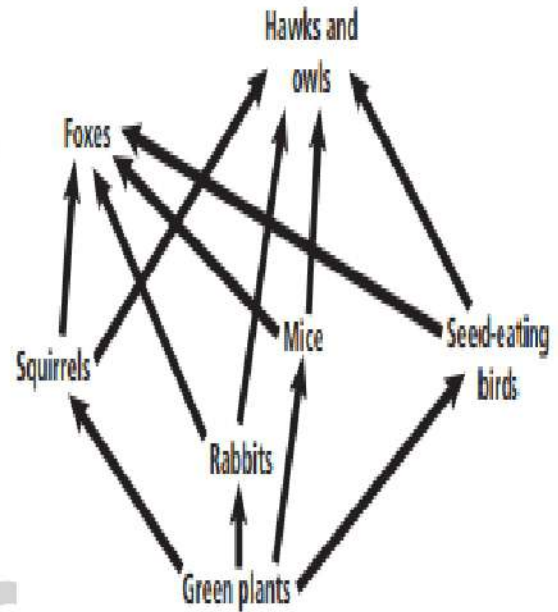 Hawks and
owls
Foxes
Mice
Seed-eating
birds
Squirrels
Rabbits
Green plants